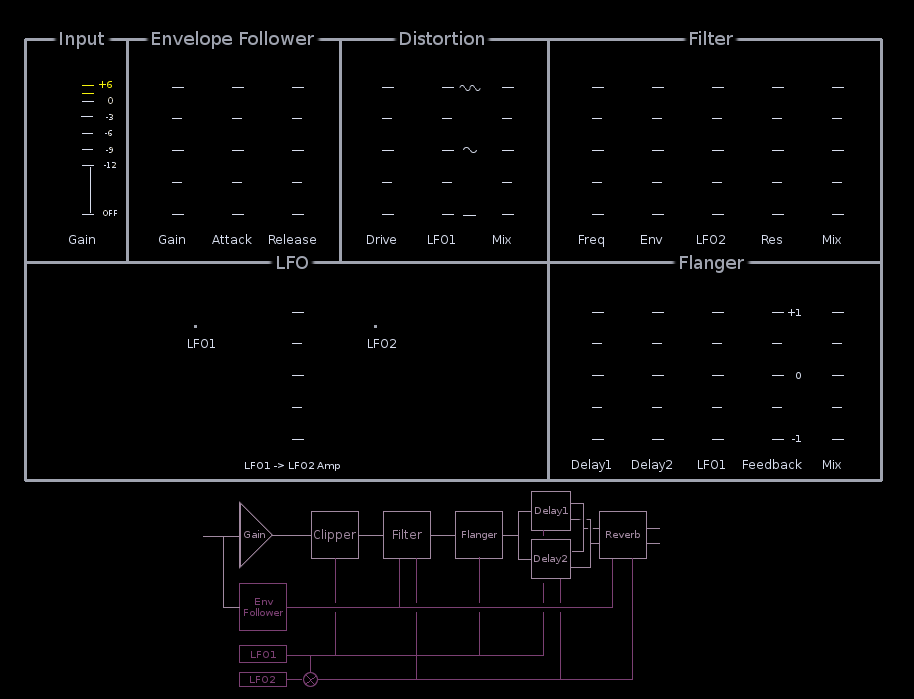 Input Envelope Follower Distortion Filter
+6
0
-3
-6
-9
-12
OFF
Gain Gain Attack Release Drive LFO1 Mix Freq Env LFO2 Res Mix
LFO Flanger
+1
LFO1 LFO2
0
-1
LFO1 -> LFO2 Amp Delay1 Delay2 LFO1 Feedback Mix
Delay1
Gain Clipper Filter Flanger Reverb
Delay2
Env
Follower
LFO1
LFO2